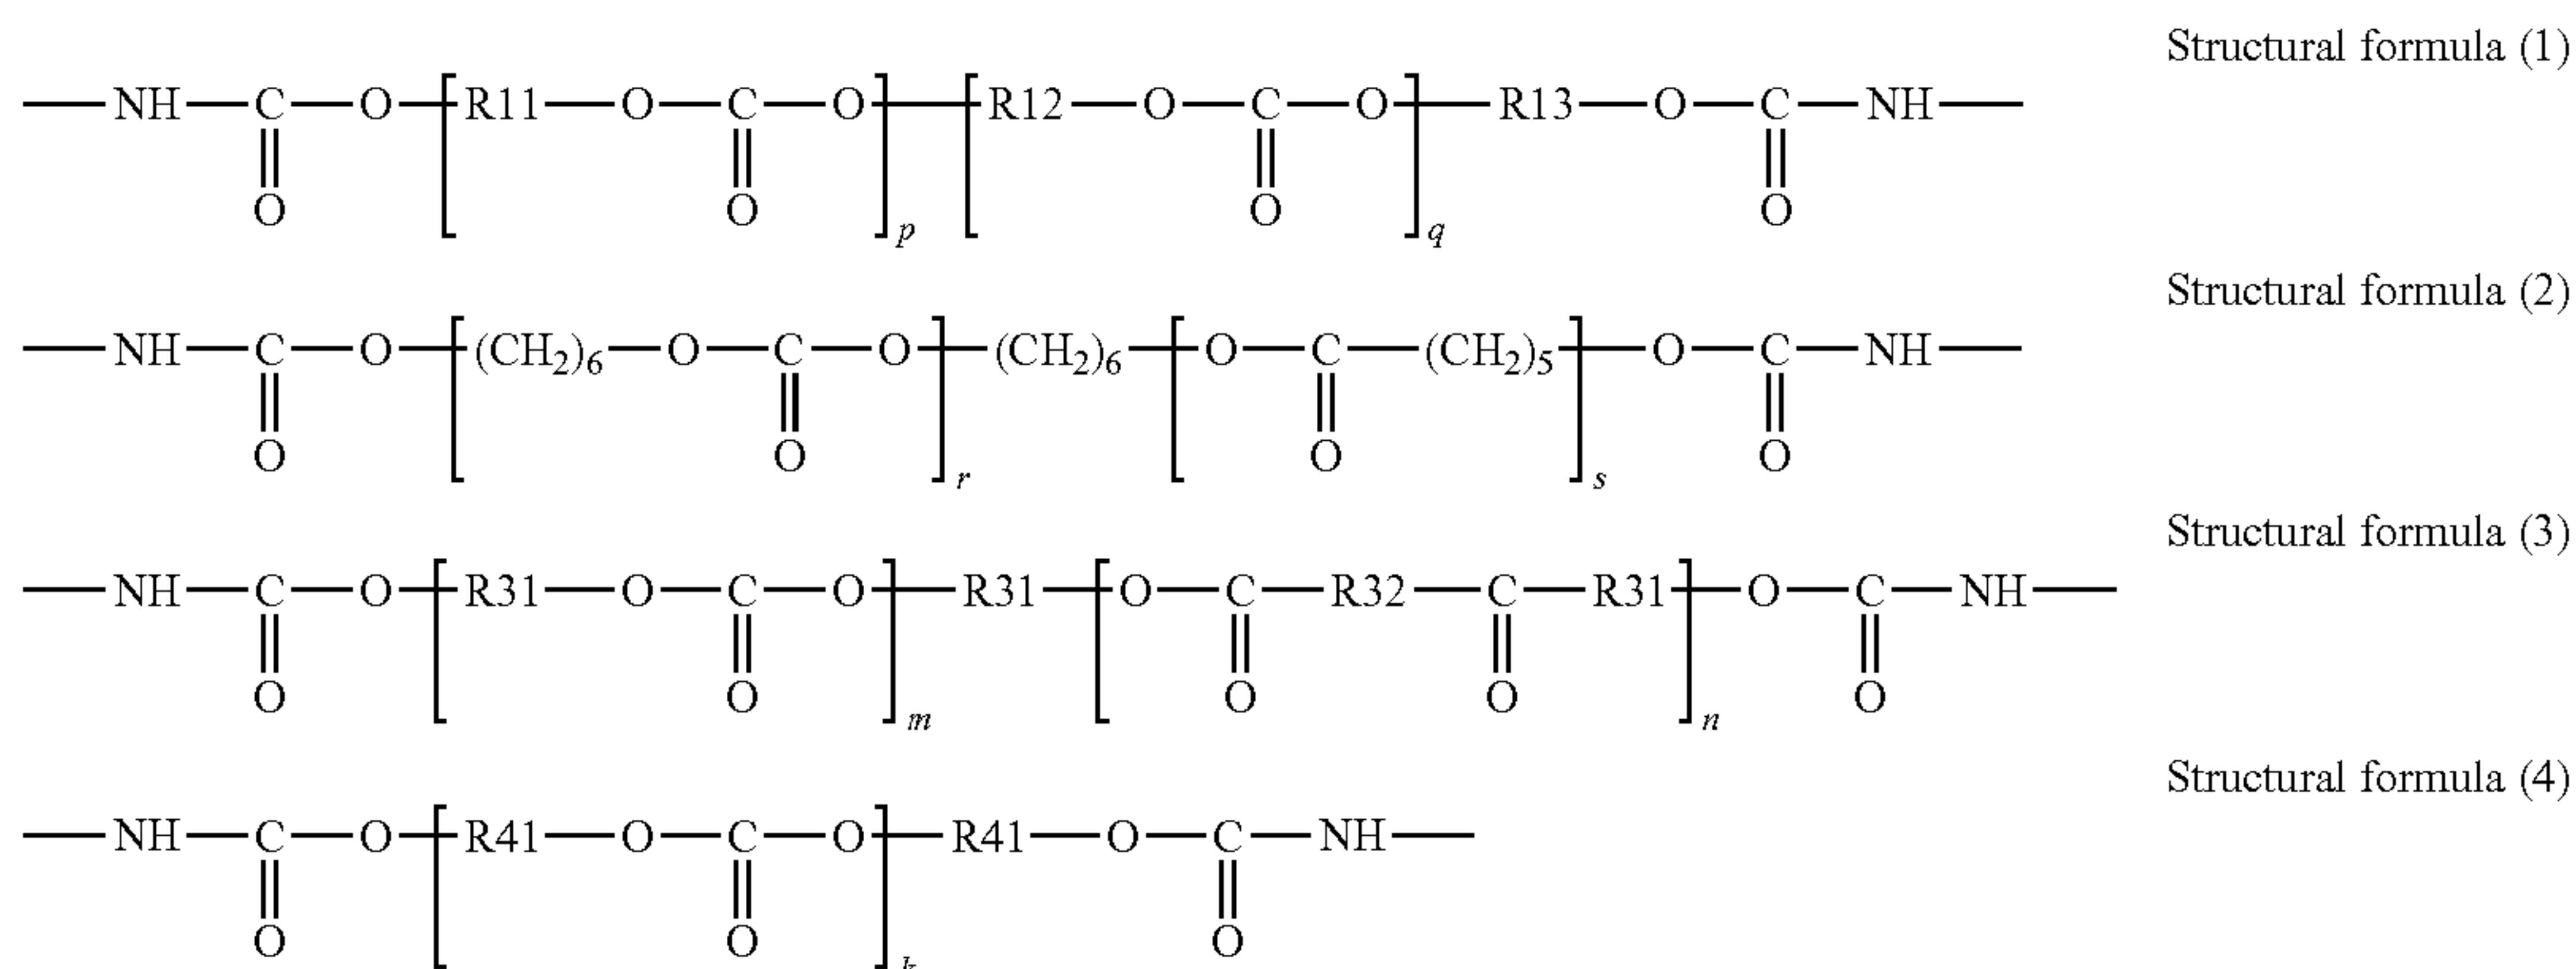 Structural formula (1)
—NH—C—O—[R11—O—C—O]—[R12—O—C—O]—R13—O—C—NH—
O O O O
p q
Structural formula (2)
—NH—C—O—[(CH₂)₆—O—C—O]—(CH₂)₆—[O—C—(CH₂)₅]—O—C—NH—
O O O O
r s
Structural formula (3)
—NH—C—O—[R31—O—C—O]—R31—[O—C—R32—C—R31]—O—C—NH—
O O O O O
m n
Structural formula (4)
—NH—C—O—[R41—O—C—O]—R41—O—C—NH—
O O O
k